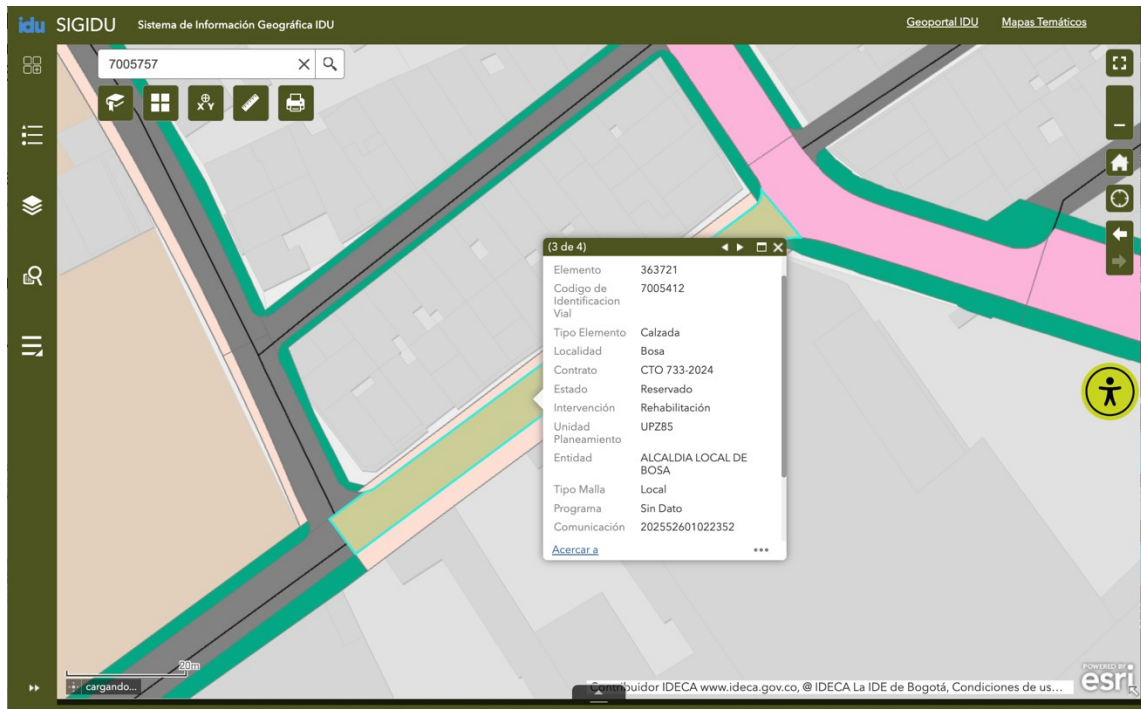 idu SIGIDU Sistema de Información Geográfica IDU Geoportal IDU Mapas Temáticos
7005757
X Y
(3 de 4)
Elemento 363721
Codigo de Identificacion Vial 7005412
Tipo Elemento Calzada
Localidad Bosa
Contrato CTO 733-2024
Estado Reservado
Intervención Rehabilitación
Unidad Planeamiento UPZ85
Entidad ALCALDIA LOCAL DE BOSA
Tipo Malla Local
Programa Sin Dato
Comunicación 202552601022352
Acercar a
20m
cargando...
Contribuidor IDECA www.ideca.gov.co, @ IDECA La IDE de Bogotá, Condiciones de us...
POWERED BY
esri